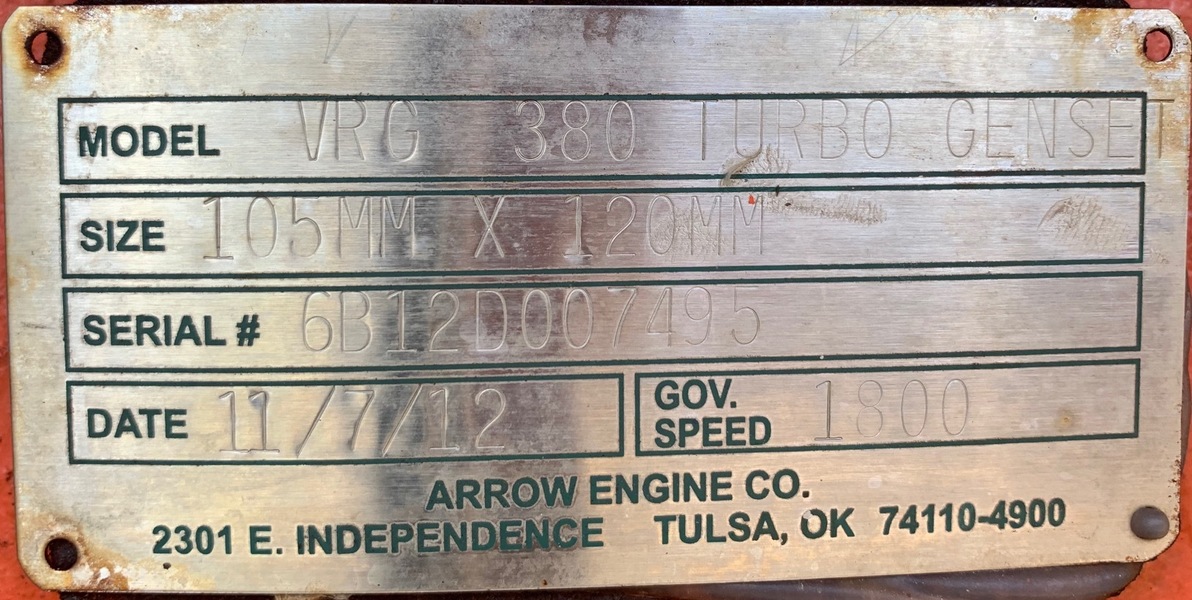 MODEL VRG 380 TURBO GENSET
SIZE 105MM X 120MM
SERIAL # 6B12D007495
DATE 11/7/12
GOV. SPEED 1800
ARROW ENGINE CO.
2301 E. INDEPENDENCE TULSA, OK 74110-4900